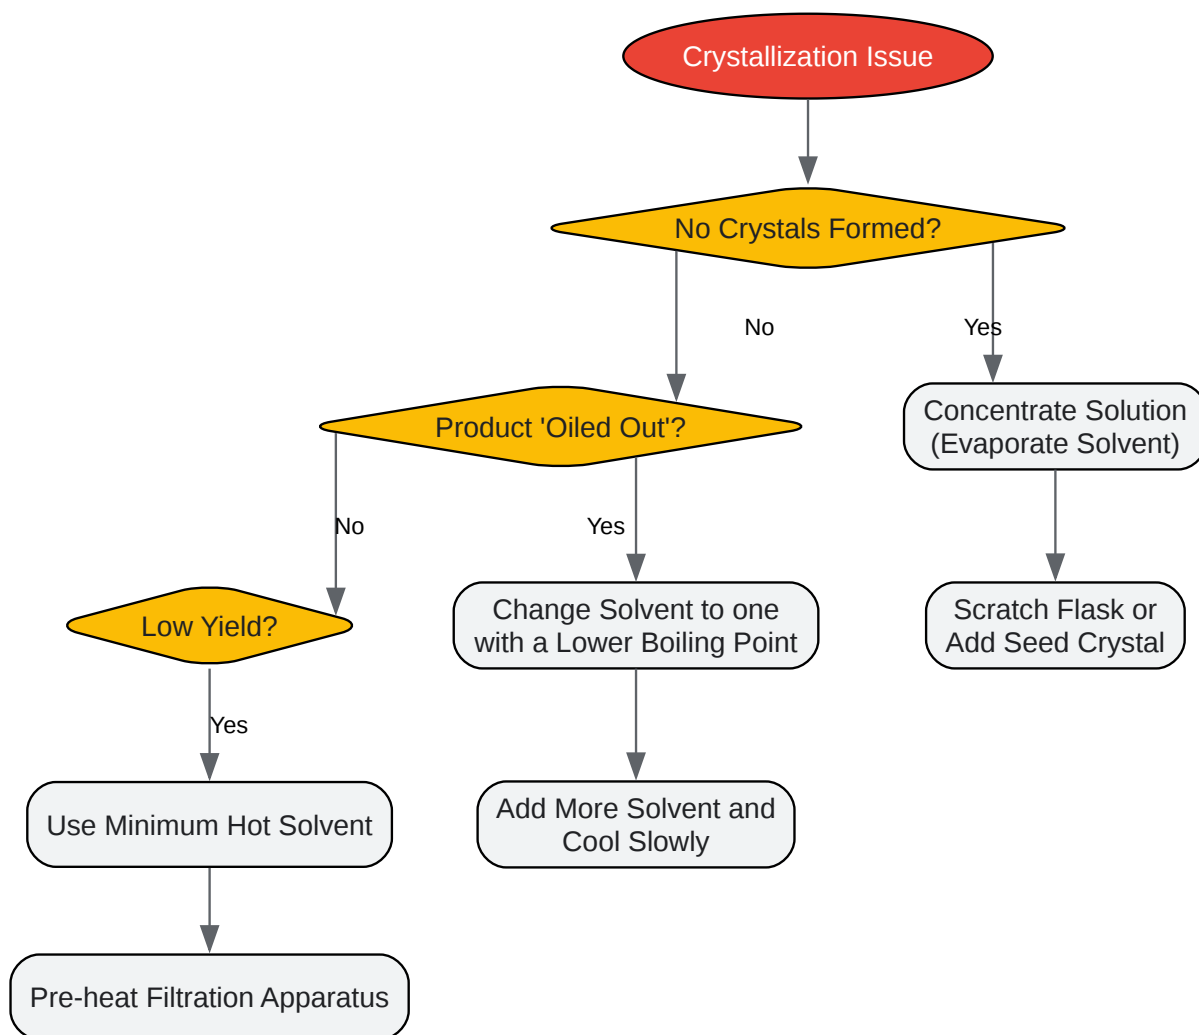 Crystallization Issue
No Crystals Formed?
No
Yes
Concentrate Solution
(Evaporate Solvent)
Product 'Oiled Out'?
No
Yes
Change Solvent to one
with a Lower Boiling Point
Scratch Flask or
Add Seed Crystal
Low Yield?
Yes
Use Minimum Hot Solvent
Add More Solvent and
Cool Slowly
Pre-heat Filtration Apparatus